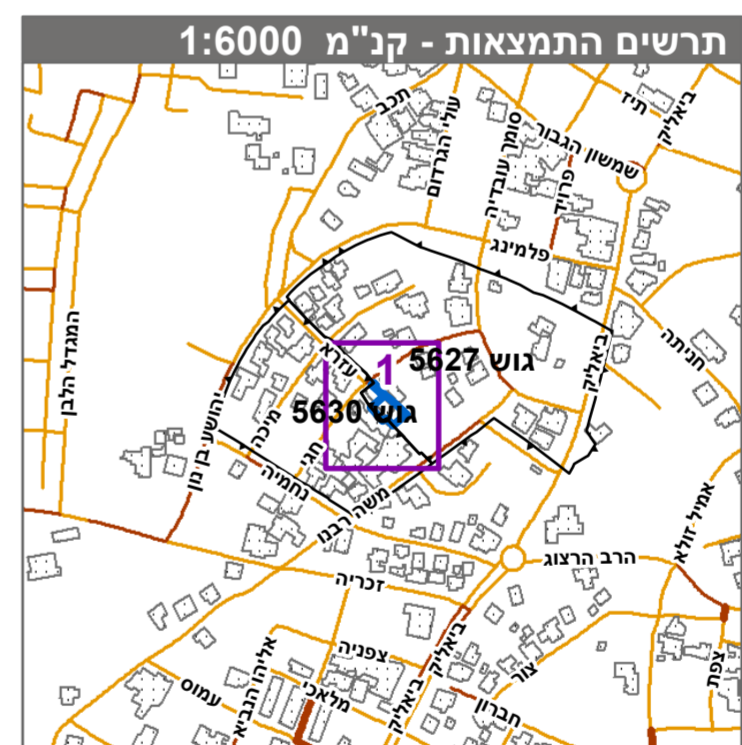 תרשים התמצאות - קנ"מ 1:6000
תכב
עולי הגרדום
סומך עובדיה
שמשון הגבור
תיז
ביאליק
פרויד
פלמינג
המגדל הלבן
עזרא
1
גוש 5627
גוש 5630
ביאליק
חניתה
יהושע בן נון
מיכה
חגי
נחמיה
משה רבנו
אמיל זולא
הרב הרצוג
זכריה
ביאליק
צפניה
אליהו הנביא
מלאכי
עמוס
ביאליק
צור
חברון
צפת